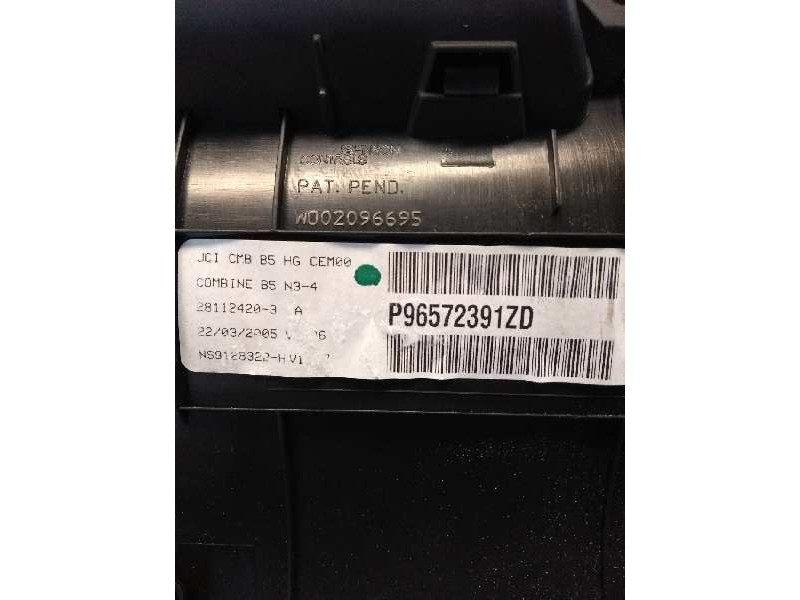 JOHNSON
CONTROLS
PAT. PEND.
W002096695
JCI CMB B5 HG CEM00
COMBINE B5 N3-4
28112420-3 A
22/03/2005
P96572391ZD